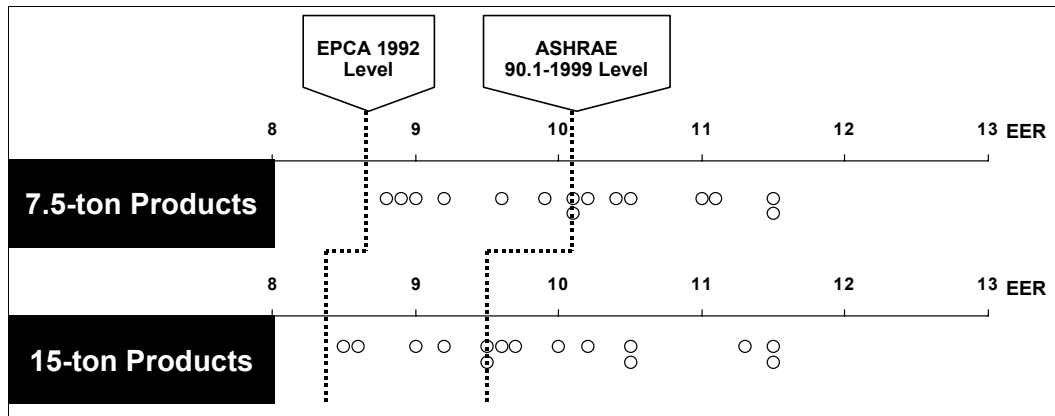 EPCA 1992
Level
ASHRAE
90.1-1999 Level
8 9 10 11 12 13 EER
7.5-ton Products
8 9 10 11 12 13 EER
15-ton Products